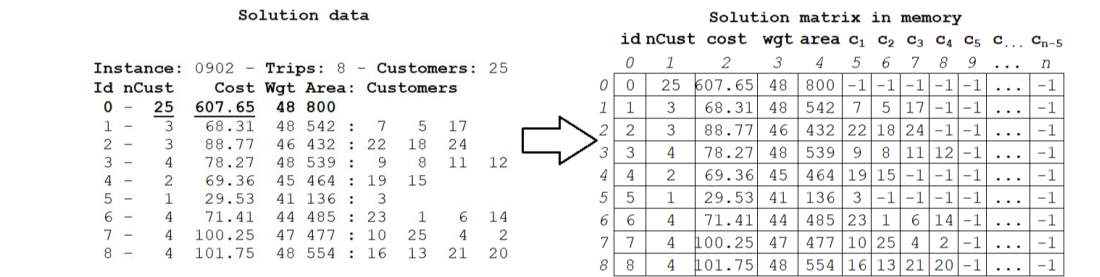 Solution data
Instance: 0902 - Trips: 8 - Customers: 25
Id nCust Cost Wgt Area: Customers
0 - 25 607.65 48 800
1 - 3 68.31 48 542 : 7 5 17
2 - 3 88.77 46 432 : 22 18 24
3 - 4 78.27 48 539 : 9 8 11 12
4 - 2 69.36 45 464 : 19 15
5 - 1 29.53 41 136 : 3
6 - 4 71.41 44 485 : 23 1 6 14
7 - 4 100.25 47 477 : 10 25 4 2
8 - 4 101.75 48 554 : 16 13 21 20
Solution matrix in memory
id nCust cost wgt area c1 c2 c3 c4 c5 c... cn-5
0 1 2 3 4 5 6 7 8 9 ... n
0 0 25 607.65 48 800 -1 -1 -1 -1 -1 ... -1
1 1 3 68.31 48 542 7 5 17 -1 -1 ... -1
2 2 3 88.77 46 432 22 18 24 -1 -1 ... -1
3 3 4 78.27 48 539 9 8 11 12 -1 ... -1
4 4 2 69.36 45 464 19 15 -1 -1 -1 ... -1
5 5 1 29.53 41 136 3 -1 -1 -1 -1 ... -1
6 6 4 71.41 44 485 23 1 6 14 -1 ... -1
7 7 4 100.25 47 477 10 25 4 2 -1 ... -1
8 8 4 101.75 48 554 16 13 21 20 -1 ... -1